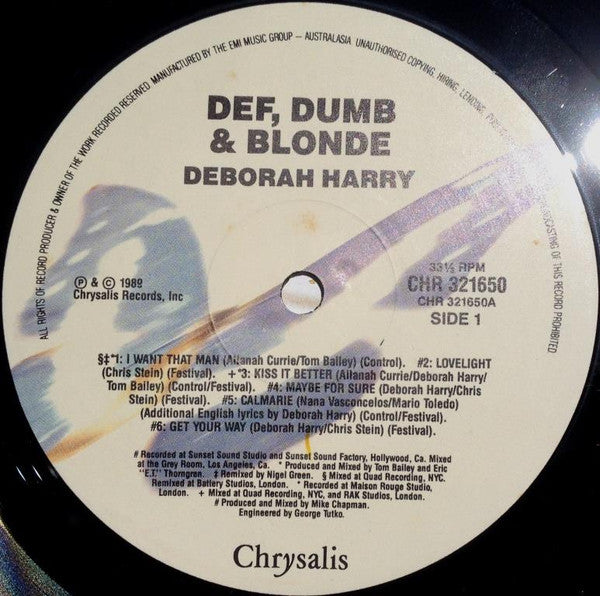 ALL RIGHTS OF RECORD PRODUCER & OWNER OF THE WORK RECORDED RESERVED. MANUFACTURED BY THE EMI MUSIC GROUP – AUSTRALASIA. UNAUTHORISED COPYING, HIRING, LENDING, BROADCASTING OF THIS RECORD PROHIBITED
DEF, DUMB
& BLONDE
DEBORAH HARRY
℗ & © 1989
Chrysalis Records, Inc
33⅓ RPM
CHR 321650
CHR 321650A
SIDE 1
§‡*1: I WANT THAT MAN (Ailanah Currie/Tom Bailey) (Control). #2: LOVELIGHT
(Chris Stein) (Festival). +*3: KISS IT BETTER (Ailanah Currie/Deborah Harry/
Tom Bailey) (Control/Festival). #4: MAYBE FOR SURE (Deborah Harry/Chris
Stein) (Festival). #5: CALMARIE (Nana Vasconcelos/Mario Toledo)
(Additional English lyrics by Deborah Harry) (Control/Festival).
#6: GET YOUR WAY (Deborah Harry/Chris Stein) (Festival).
# Recorded at Sunset Sound Studio and Sunset Sound Factory, Hollywood, Ca. Mixed
at the Grey Room, Los Angeles, Ca. * Produced and Mixed by Tom Bailey and Eric
"E.T." Thorngren. ‡ Remixed by Nigel Green. § Mixed at Quad Recording, NYC.
Remixed at Battery Studios, London. * Recorded at Maison Rouge Studio,
London. + Mixed at Quad Recording, NYC, and RAK Studios, London.
# Produced and Mixed by Mike Chapman.
Engineered by George Tutko.
Chrysalis